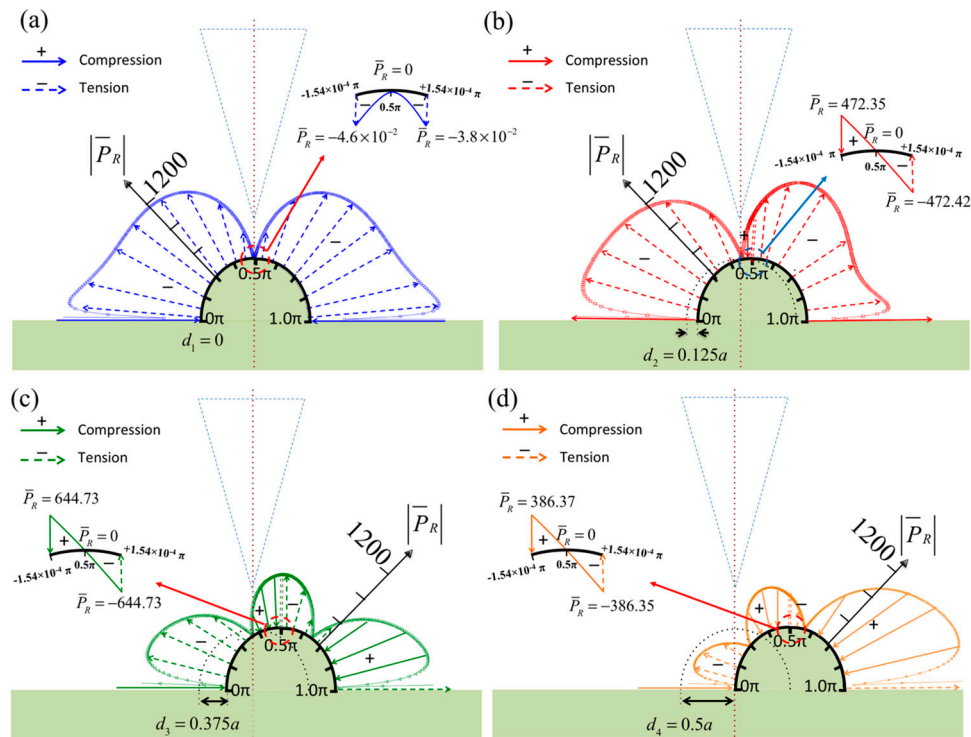 (a)
+
Compression
−
Tension
P̅_R = 0
-1.54×10⁻⁴ π
+1.54×10⁻⁴ π
−
0.5π
−
P̅_R = −4.6×10⁻²
P̅_R = −3.8×10⁻²
|P̅_R|
1200
−
−
0.5π
0π
1.0π
d₁ = 0
(b)
+
Compression
−
Tension
P̅_R = 472.35
P̅_R = 0
-1.54×10⁻⁴ π
+1.54×10⁻⁴ π
+
0.5π
−
P̅_R = −472.42
|P̅_R|
1200
+
−
−
0.5π
0π
1.0π
d₂ = 0.125a
(c)
+
Compression
−
Tension
P̅_R = 644.73
P̅_R = 0
+1.54×10⁻⁴ π
-1.54×10⁻⁴ π
+
0.5π
−
P̅_R = −644.73
|P̅_R|
1200
+
−
−
+
0.5π
0π
1.0π
d₃ = 0.375a
(d)
+
Compression
−
Tension
P̅_R = 386.37
P̅_R = 0
+1.54×10⁻⁴ π
-1.54×10⁻⁴ π
+
0.5π
−
P̅_R = −386.35
|P̅_R|
1200
+
−
+
−
0.5π
0π
1.0π
d₄ = 0.5a